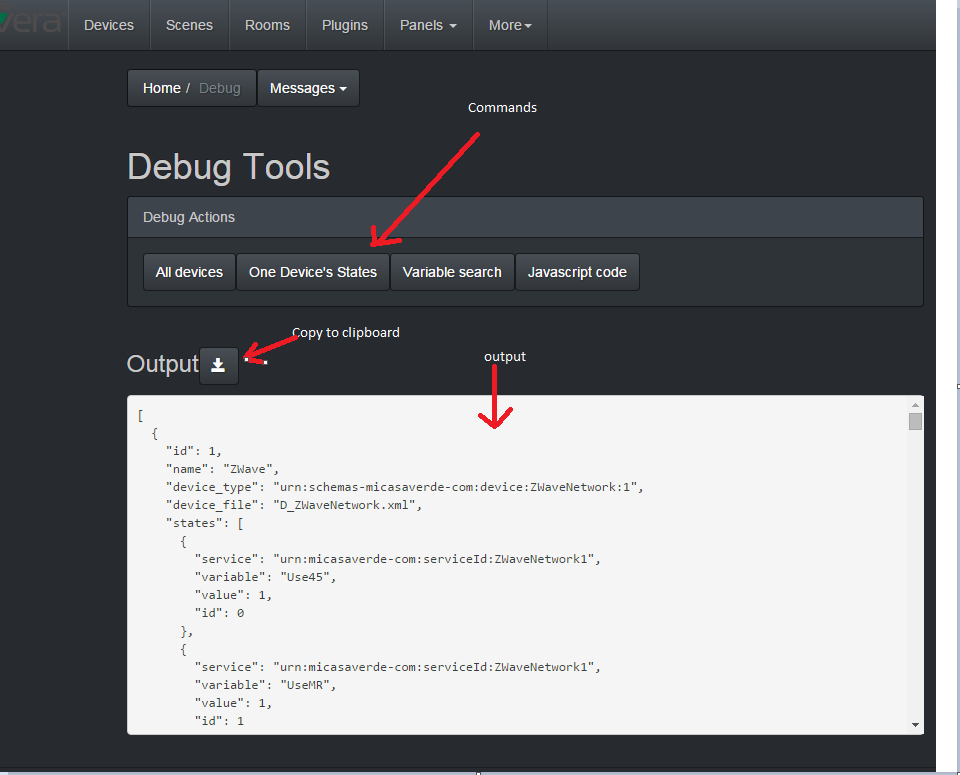 vera
Devices Scenes Rooms Plugins Panels More
Home / Debug Messages
Commands
Debug Tools
Debug Actions
All devices One Device's States Variable search Javascript code
Copy to clipboard
Output
output
[
  {
    "id": 1,
    "name": "ZWave",
    "device_type": "urn:schemas-micasaverde-com:device:ZWaveNetwork:1",
    "device_file": "D_ZWaveNetwork.xml",
    "states": [
      {
        "service": "urn:micasaverde-com:serviceId:ZWaveNetwork1",
        "variable": "Use45",
        "value": 1,
        "id": 0
      },
      {
        "service": "urn:micasaverde-com:serviceId:ZWaveNetwork1",
        "variable": "UseMR",
        "value": 1,
        "id": 1